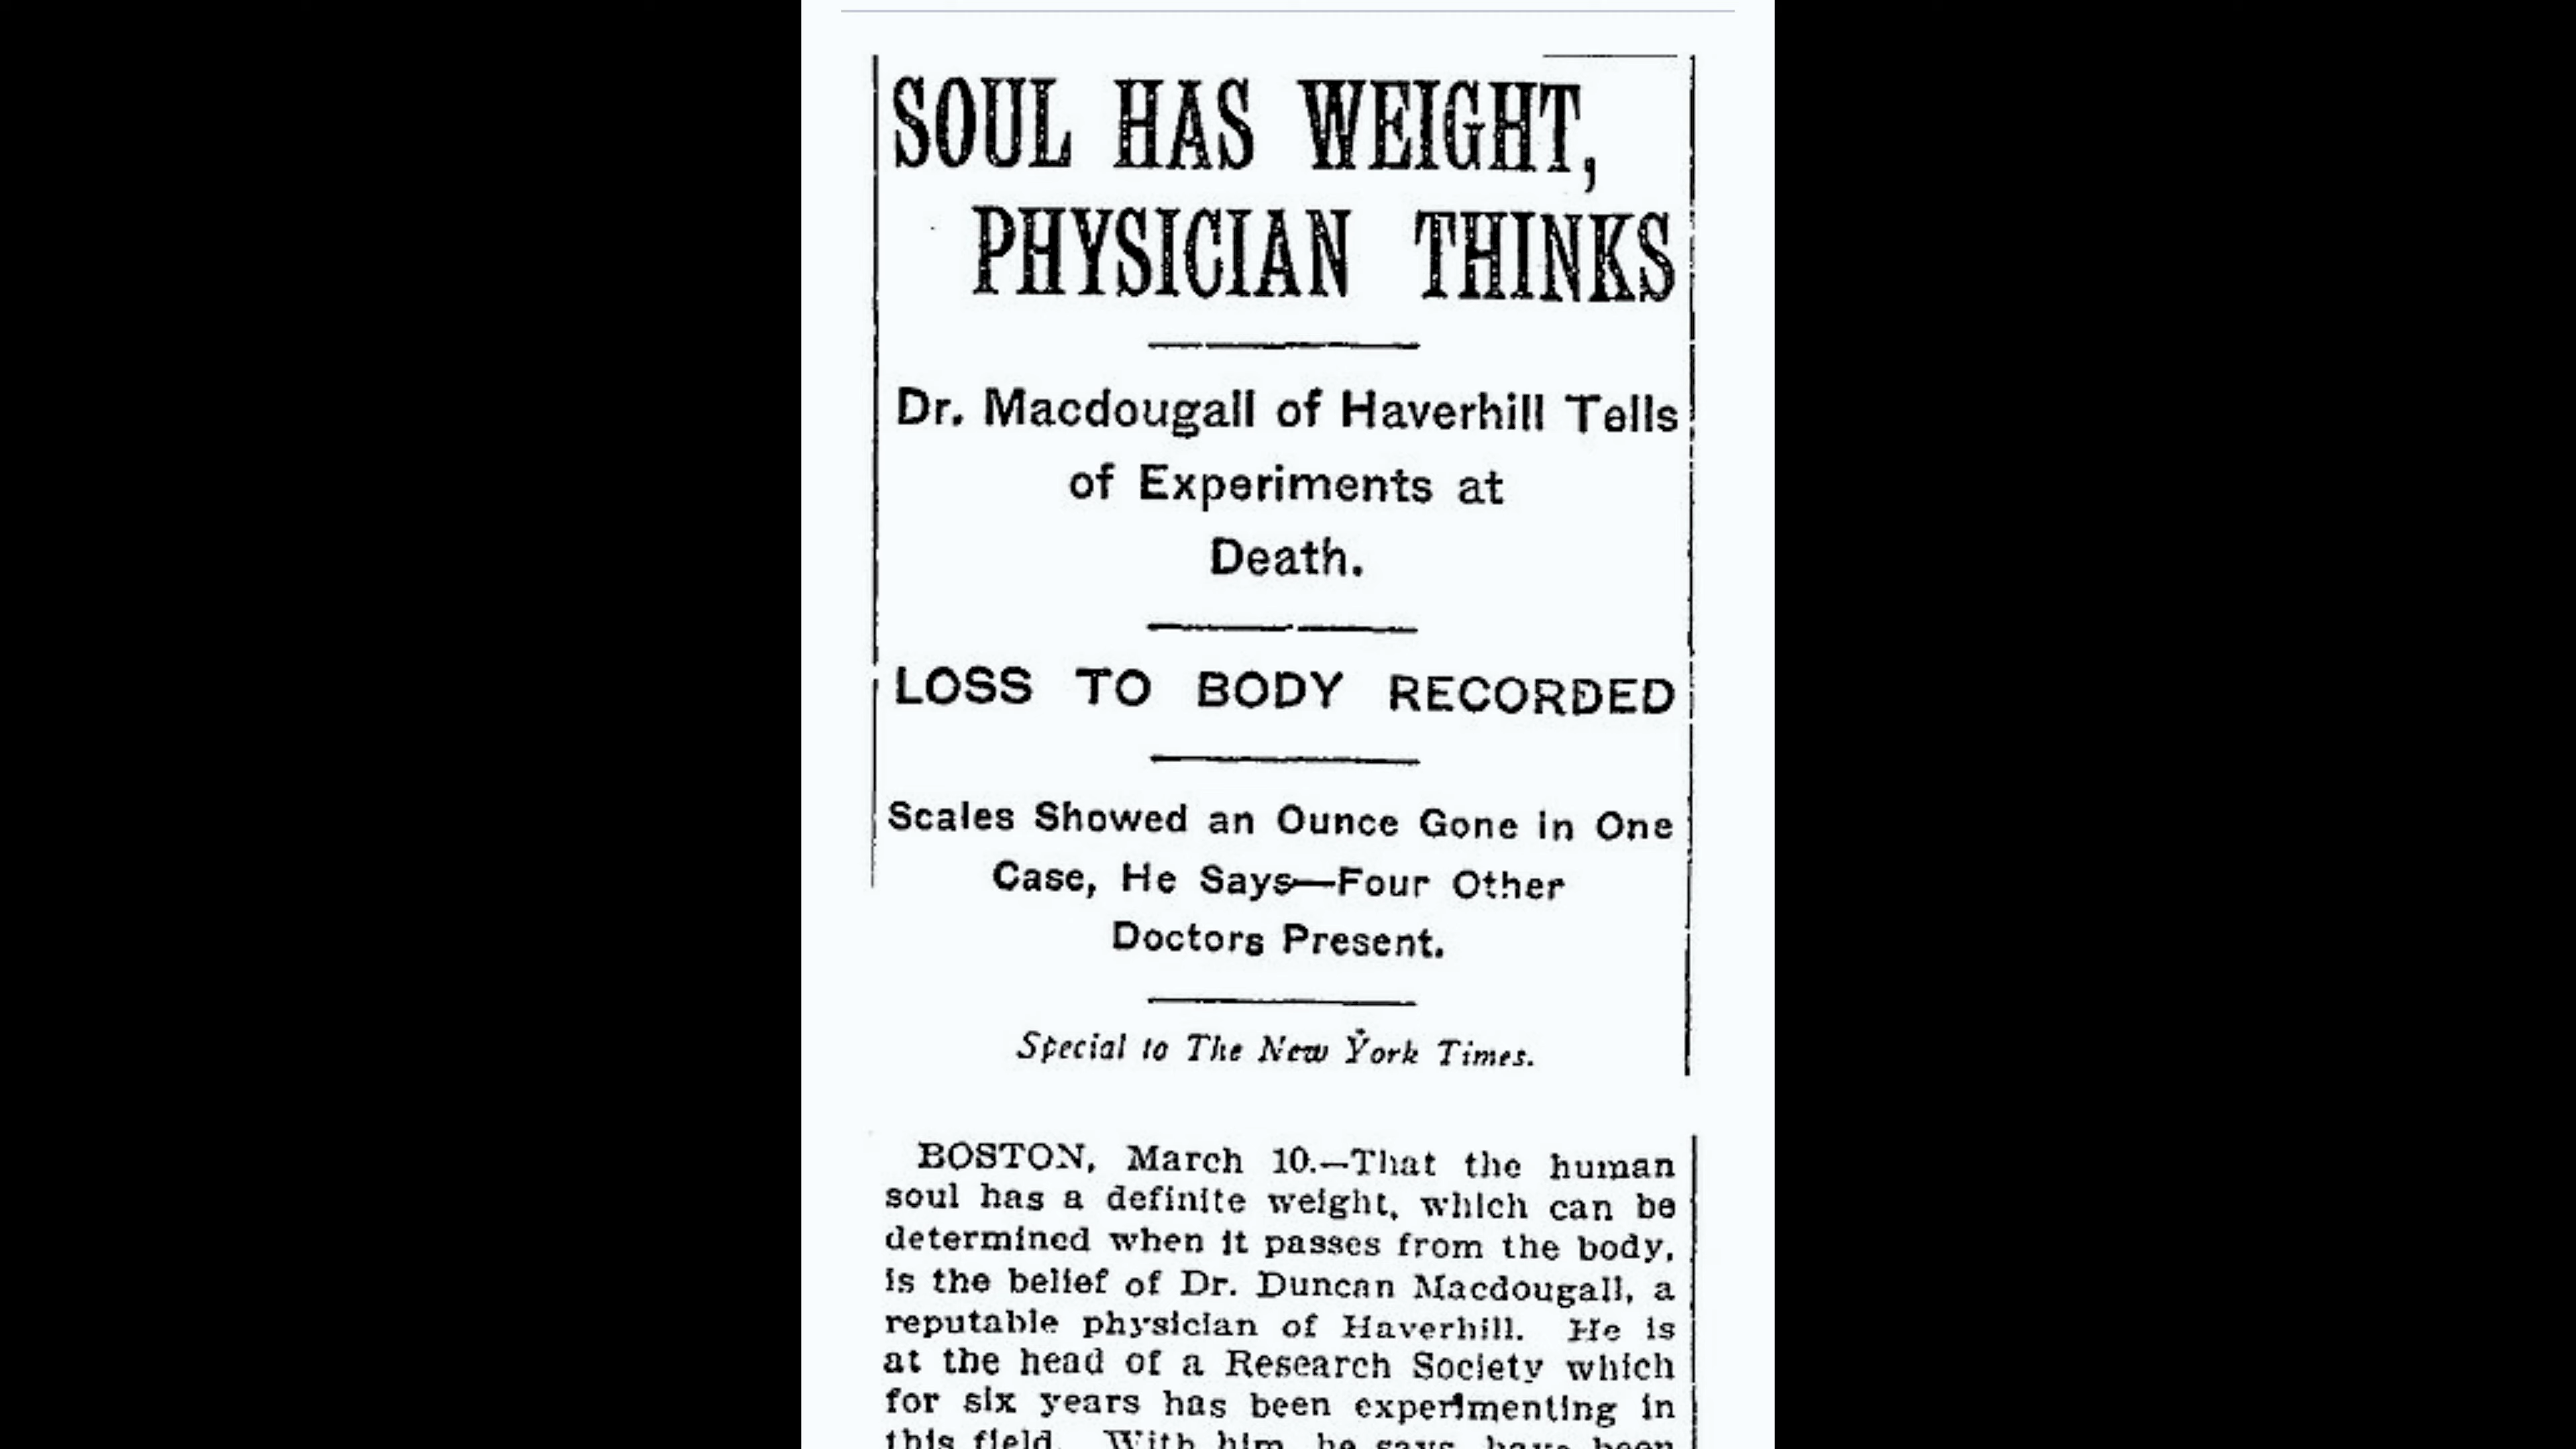 SOUL HAS WEIGHT,
PHYSICIAN THINKS
Dr. Macdougall of Haverhill Tells
of Experiments at
Death.
LOSS TO BODY RECORDED
Scales Showed an Ounce Gone in One
Case, He Says—Four Other
Doctors Present.
Special to The New York Times.
BOSTON, March 10.—That the human
soul has a definite weight, which can be
determined when it passes from the body,
is the belief of Dr. Duncan Macdougall, a
reputable physician of Haverhill. He is
at the head of a Research Society which
for six years has been experimenting in
this field. With him, he says, have been